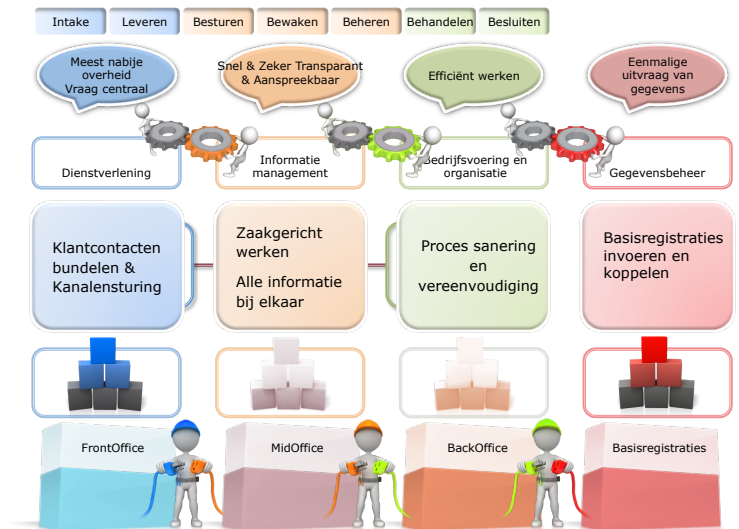 Intake
Leveren
Besturen
Bewaken
Beheren
Behandelen
Besluiten
Meest nabije
overheid
Vraag centraal
Snel & Zeker Transparant
& Aanspreekbaar
Efficiënt werken
Eenmalige
uitvraag van
gegevens
Dienstverlening
Informatie
management
Bedrijfsvoering en
organisatie
Gegevensbeheer
Klantcontacten
bundelen &
Kanalensturing
Zaakgericht
werken
Alle informatie
bij elkaar
Proces sanering
en
vereenvoudiging
Basisregistraties
invoeren en
koppelen
FrontOffice
MidOffice
BackOffice
Basisregistraties